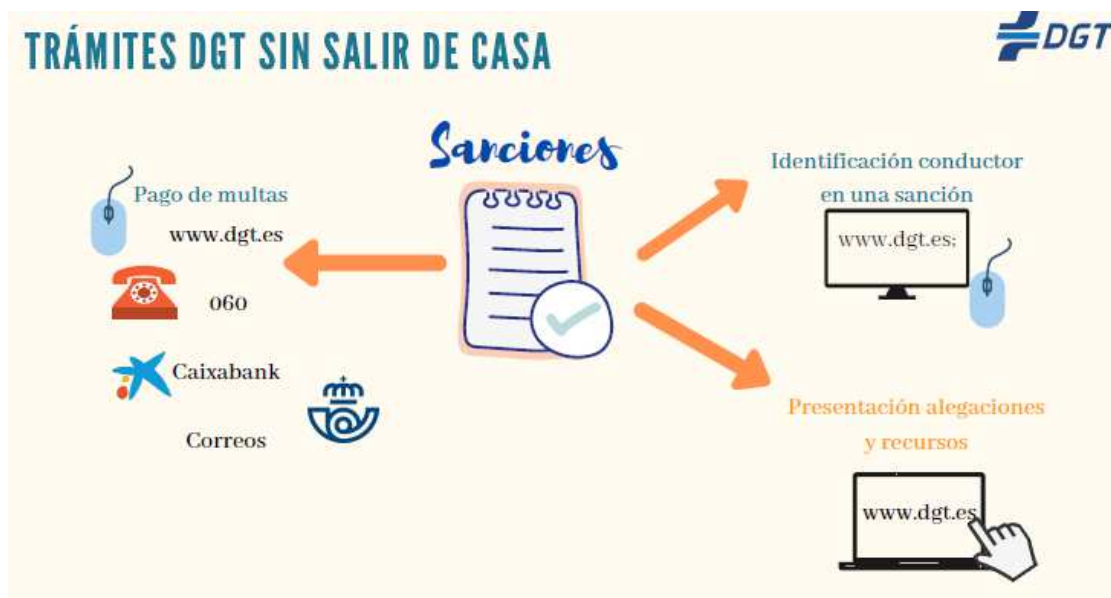 TRÁMITES DGT SIN SALIR DE CASA
DGT
Sanciones
Pago de multas
www.dgt.es
060
Caixabank
Correos
Identificación conductor
en una sanción
www.dgt.es;
Presentación alegaciones
y recursos
www.dgt.es